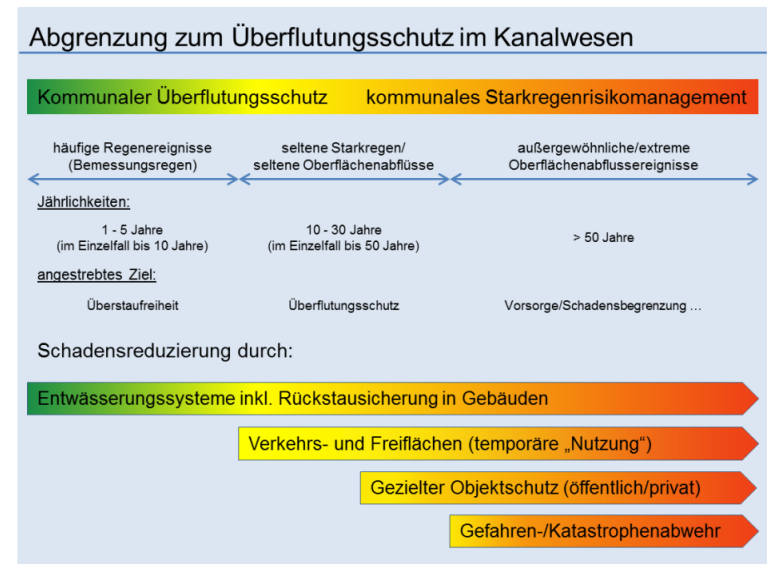 Abgrenzung zum Überflutungsschutz im Kanalwesen
Kommunaler Überflutungsschutz kommunales Starkregenrisikomanagement
häufige Regenereignisse
(Bemessungsregen)
seltene Starkregen/
seltene Oberflächenabflüsse
außergewöhnliche/extreme
Oberflächenabflussereignisse
Jährlichkeiten:
1 - 5 Jahre
(im Einzelfall bis 10 Jahre)
10 - 30 Jahre
(im Einzelfall bis 50 Jahre)
> 50 Jahre
angestrebtes Ziel:
Überstaufreiheit
Überflutungsschutz
Vorsorge/Schadensbegrenzung ...
Schadensreduzierung durch:
Entwässerungssysteme inkl. Rückstausicherung in Gebäuden
Verkehrs- und Freiflächen (temporäre „Nutzung“)
Gezielter Objektschutz (öffentlich/privat)
Gefahren-/Katastrophenabwehr